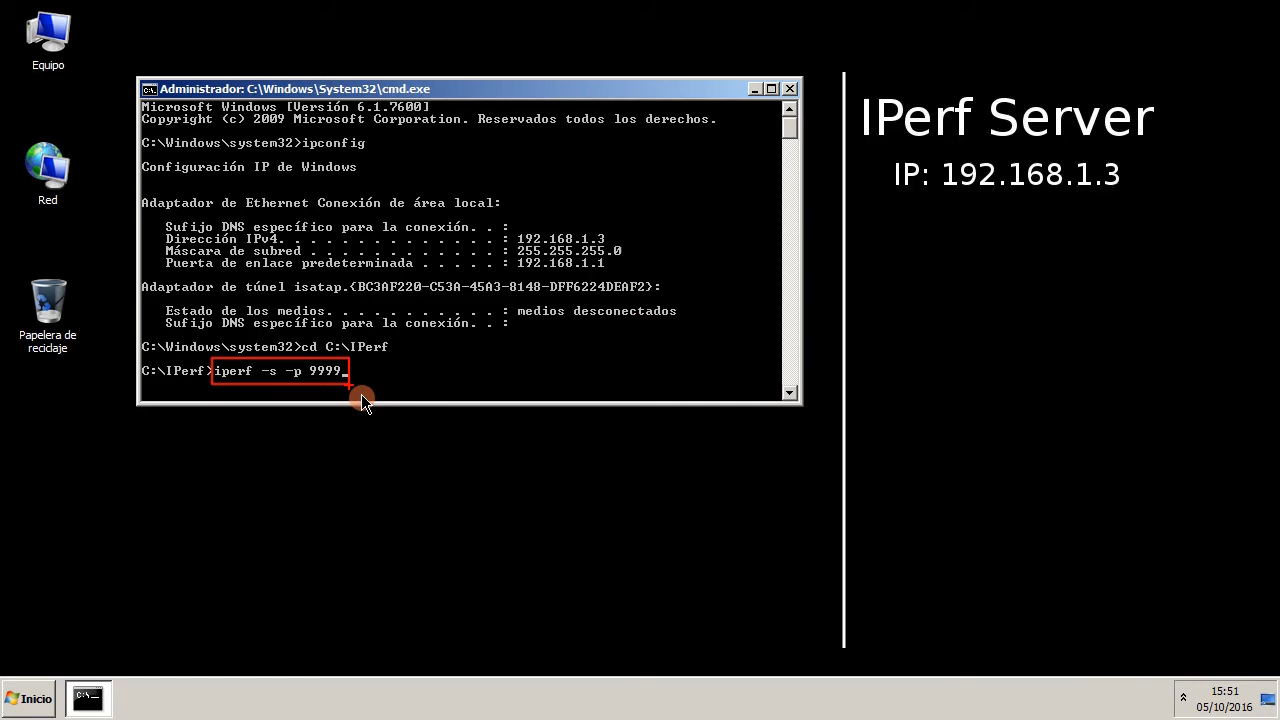 Equipo
Red
Papelera de
reciclaje
Administrador: C:\Windows\System32\cmd.exe
Microsoft Windows [Versión 6.1.7600]
Copyright (c) 2009 Microsoft Corporation. Reservados todos los derechos.
C:\Windows\system32>ipconfig
Configuración IP de Windows
Adaptador de Ethernet Conexión de área local:
Sufijo DNS específico para la conexión. . :
Dirección IPv4. . . . . . . . . . . . . . : 192.168.1.3
Máscara de subred . . . . . . . . . . . . : 255.255.255.0
Puerta de enlace predeterminada . . . . . : 192.168.1.1
Adaptador de túnel isatap.{BC3AF220-C53A-45A3-8148-DFF6224DEAF2}:
Estado de los medios. . . . . . . . . . . : medios desconectados
Sufijo DNS específico para la conexión. . :
C:\Windows\system32>cd C:\IPerf
C:\IPerf>iperf -s -p 9999_
IPerf Server
IP: 192.168.1.3
Inicio
C:\_
15:51
05/10/2016